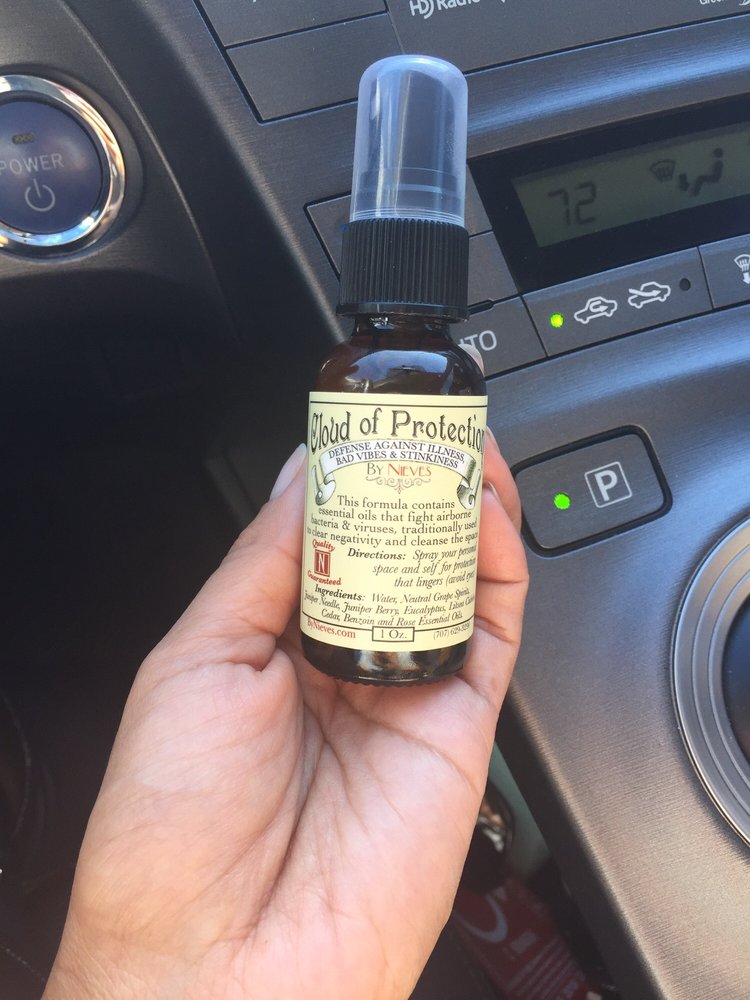 HD Radio
POWER
72
AUTO
P
Cloud of Protection
DEFENSE AGAINST ILLNESS,
BAD VIBES & STINKINESS
BY NIEVES
This formula contains
essential oils that fight airborne
bacteria & viruses, traditionally used
to clear negativity and cleanse the space
Quality
N
Guaranteed
Directions: Spray your personal
space and self for protection
that lingers (avoid eyes)
Ingredients: Water, Neutral Grape Spirits,
Juniper Needle, Juniper Berry, Eucalyptus, Litsea
Cedar, Benzoin and Rose Essential Oils.
ByNieves.com
1 Oz.
(707) 629-